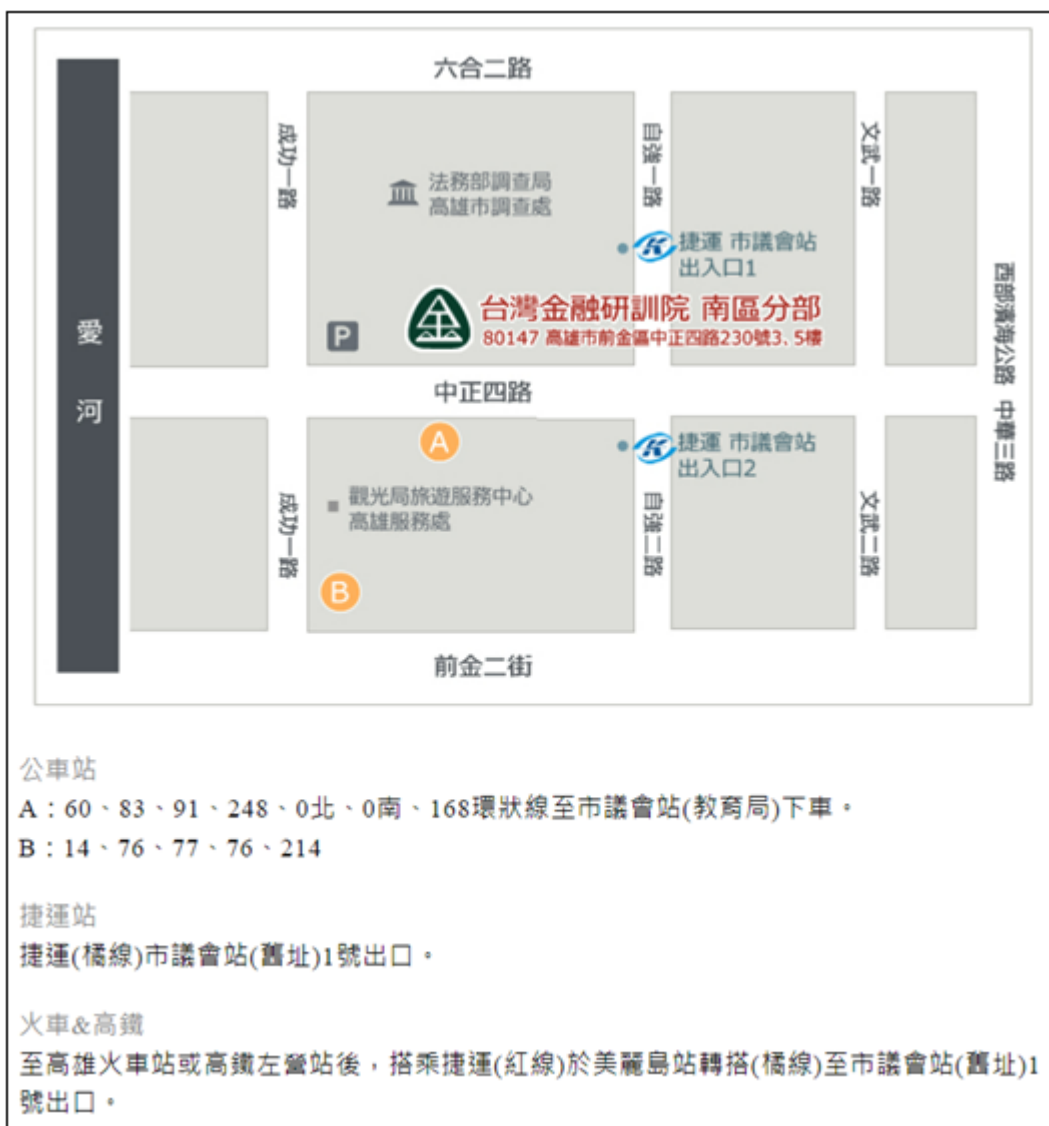 六合二路
成功一路
自強一路
文武一路
法務部調查局
高雄市調查處
捷運 市議會站
出入口1
台灣金融研訓院 南區分部
80147 高雄市前金區中正四路230號3、5樓
P
愛河
西部濱海公路 中華三路
中正四路
A
捷運 市議會站
出入口2
觀光局旅遊服務中心
高雄服務處
成功一路
自強二路
文武二路
B
前金二街
公車站
A：60、83、91、248、0北、0南、168環狀線至市議會站(教育局)下車。
B：14、76、77、76、214
捷運站
捷運(橘線)市議會站(舊址)1號出口。
火車&高鐵
至高雄火車站或高鐵左營站後，搭乘捷運(紅線)於美麗島站轉搭(橘線)至市議會站(舊址)1
號出口。